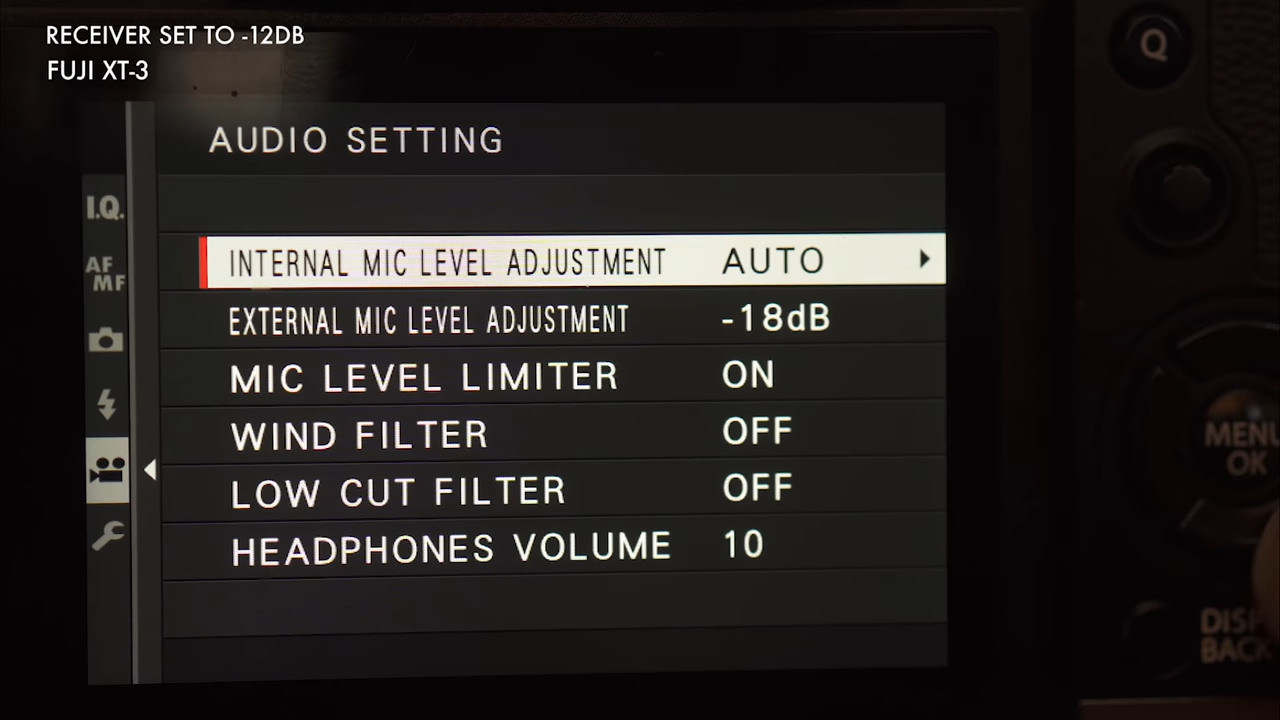 RECEIVER SET TO -12DB
FUJI XT-3
Q
AUDIO SETTING
I.Q.
INTERNAL MIC LEVEL ADJUSTMENT AUTO
AF
MF
EXTERNAL MIC LEVEL ADJUSTMENT -18dB
MIC LEVEL LIMITER ON
WIND FILTER OFF
LOW CUT FILTER OFF
HEADPHONES VOLUME 10
MENU
OK
DISP
BACK